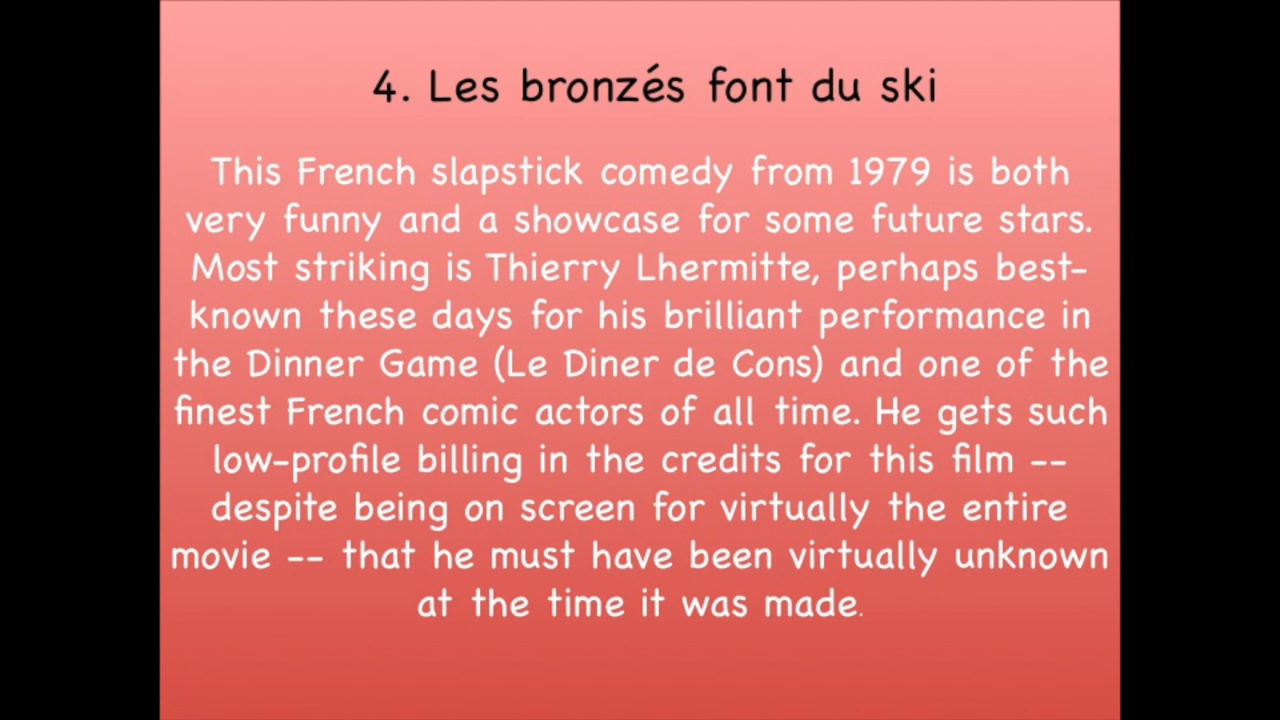 4. Les bronzés font du ski
This French slapstick comedy from 1979 is both
very funny and a showcase for some future stars.
Most striking is Thierry Lhermitte, perhaps best-
known these days for his brilliant performance in
the Dinner Game (Le Diner de Cons) and one of the
finest French comic actors of all time. He gets such
low-profile billing in the credits for this film --
despite being on screen for virtually the entire
movie -- that he must have been virtually unknown
at the time it was made.